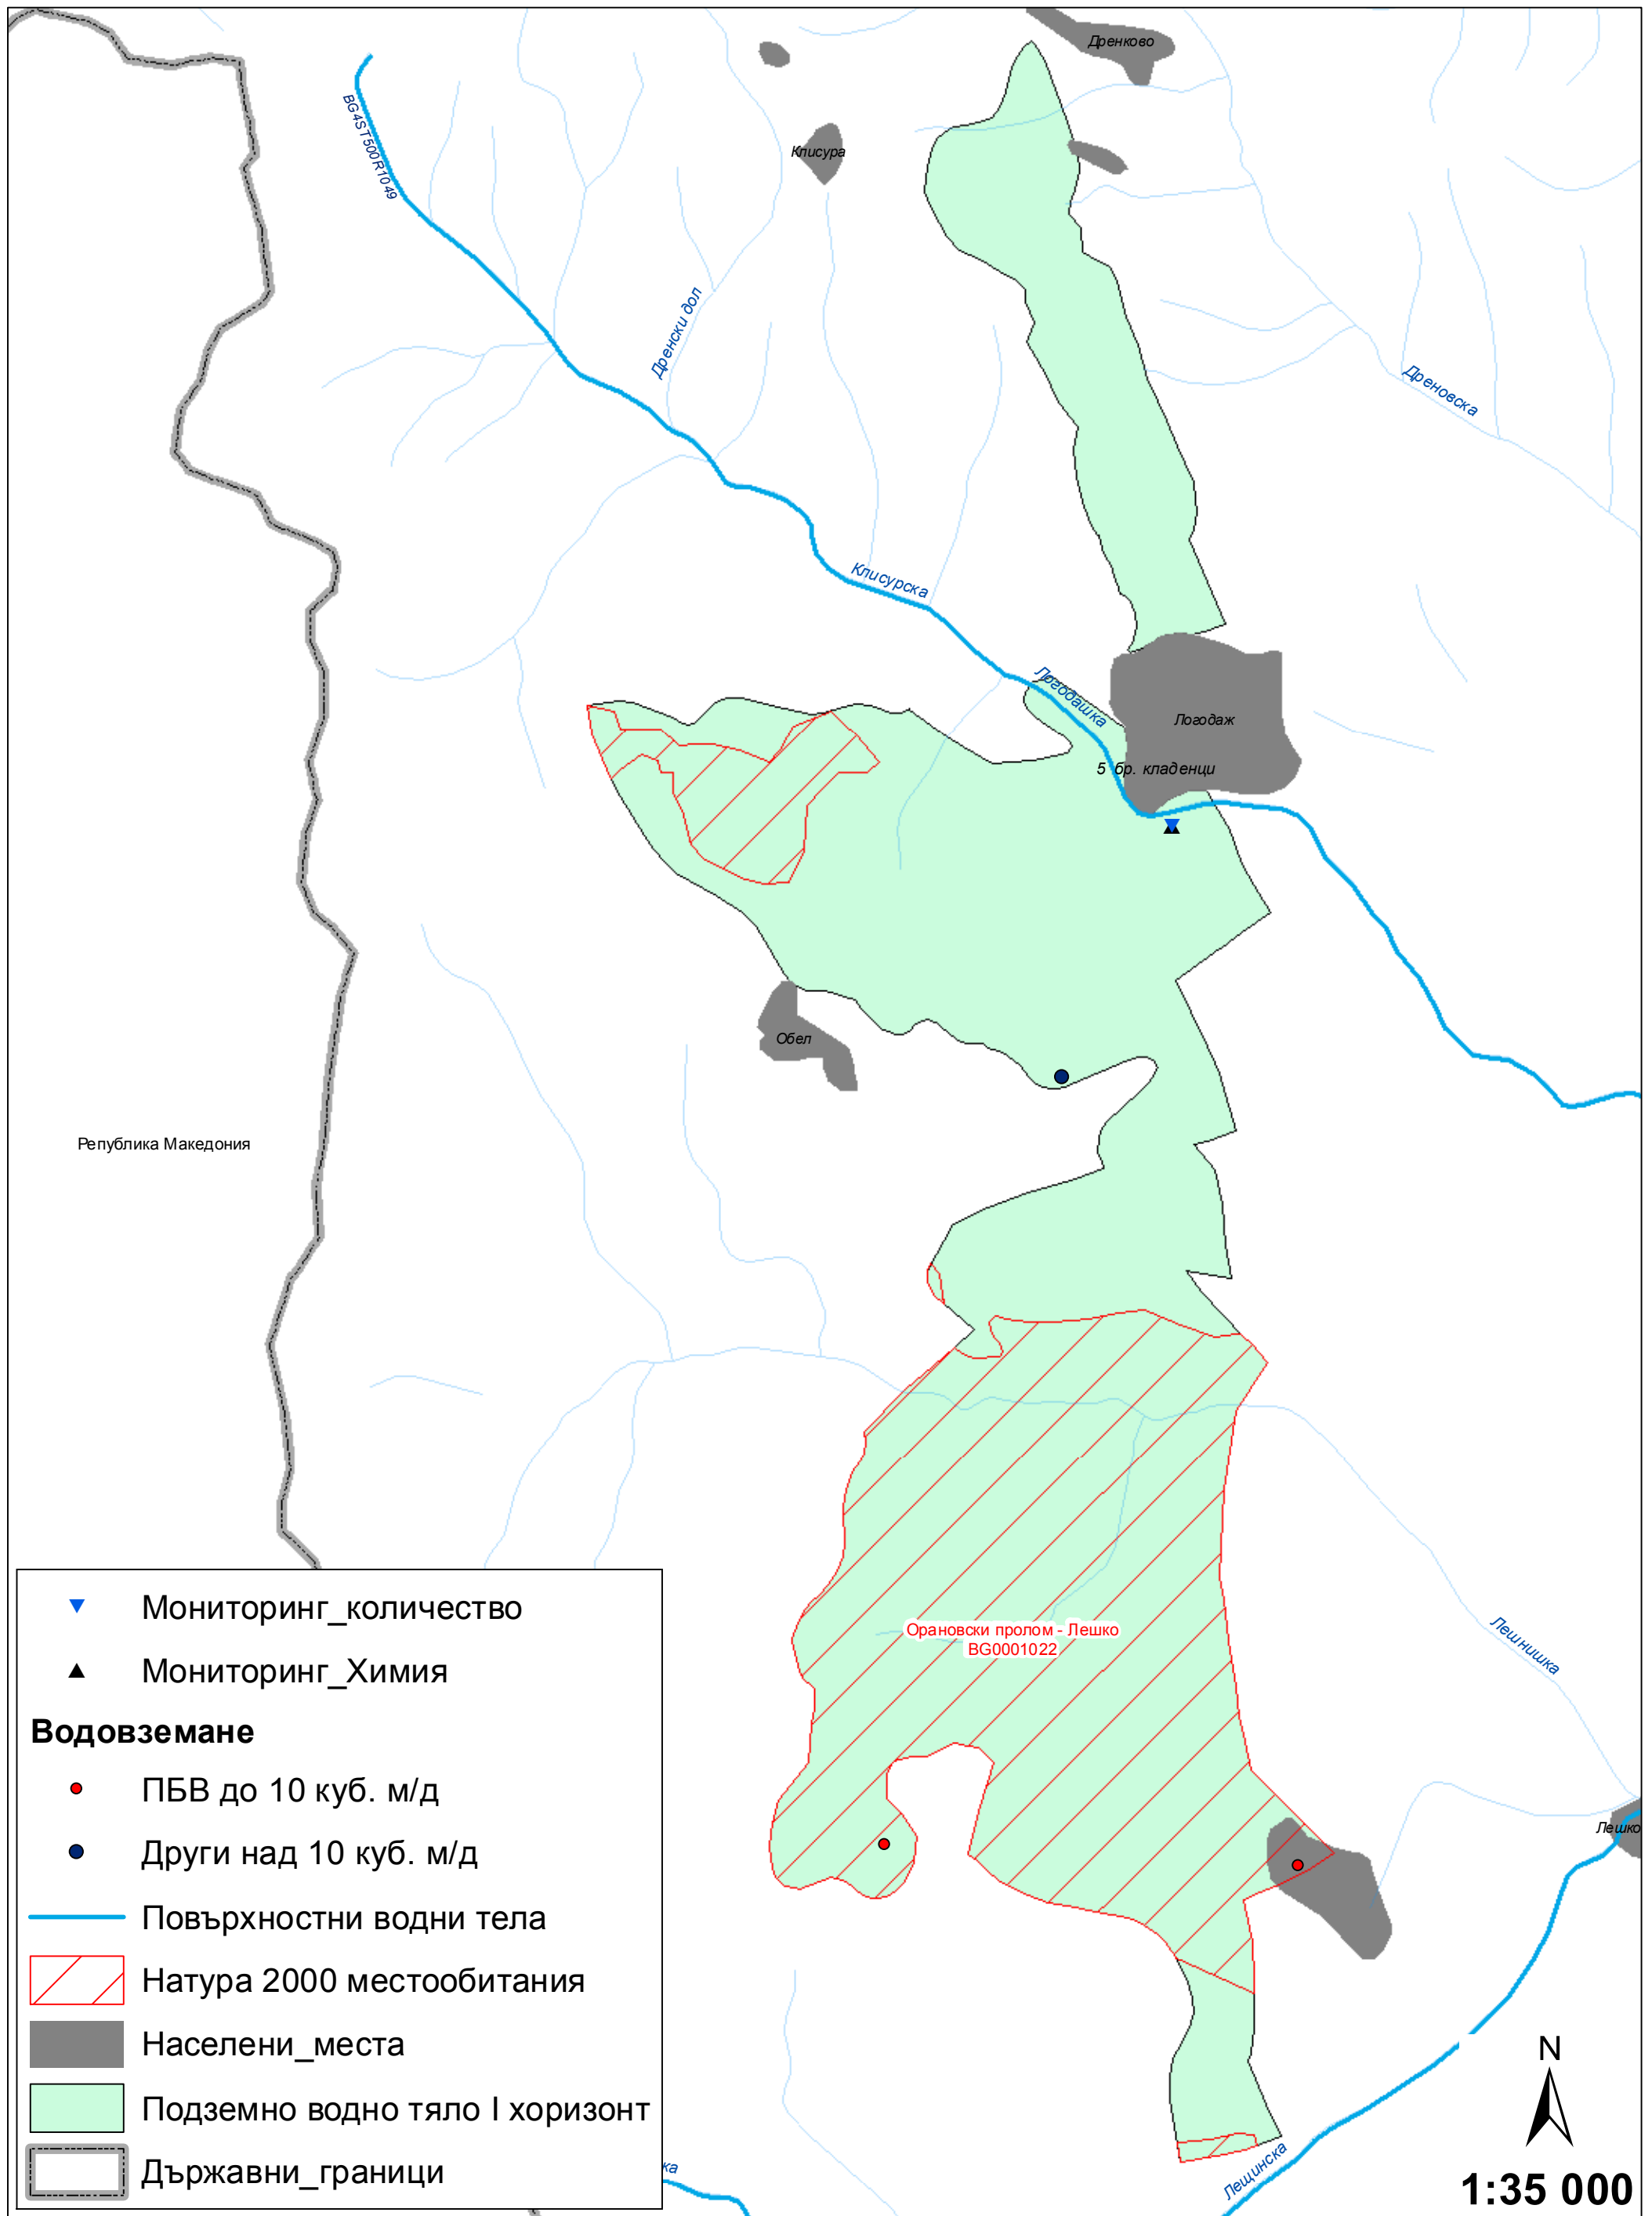 Дренково
BG4ST500R1049
Клисура
Дренски дол
Дреновска
Клисурска
Логодашка
Логодаж
5 бр. кладенци
Обел
Република Македония
Орановски пролом - Лешко
BG0001022
Лешнишка
Лешко
Лещинска
ка
Мониторинг_количество
Мониторинг_Химия
Водовземане
ПБВ до 10 куб. м/д
Други над 10 куб. м/д
Повърхностни водни тела
Натура 2000 местообитания
Населени_места
Подземно водно тяло I хоризонт
Държавни_граници
N
1:35 000